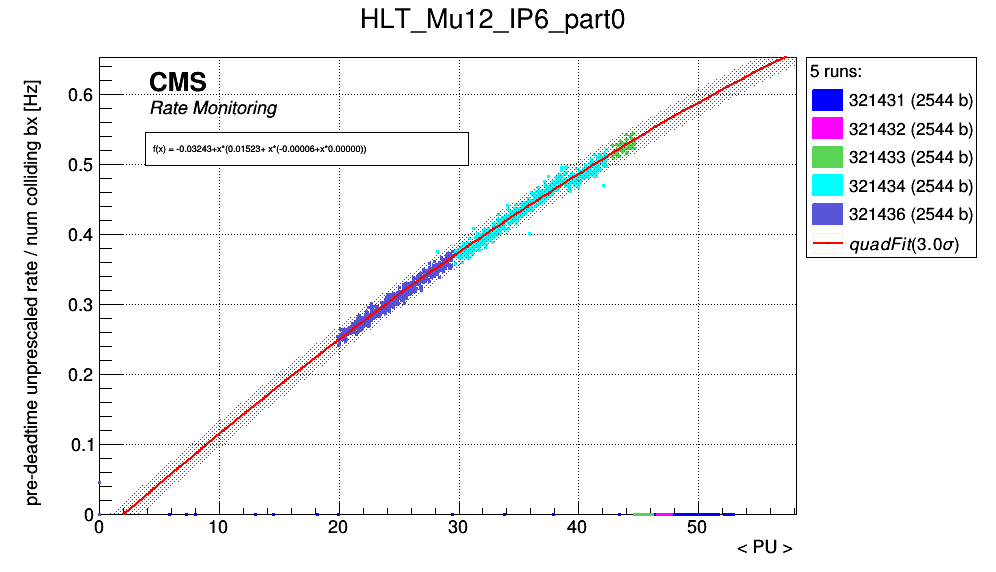 HLT_Mu12_IP6_part0
pre-deadtime unprescaled rate / num colliding bx [Hz]
CMS
Rate Monitoring
f(x) = -0.03243+x*(0.01523+ x*(-0.00006+x*0.00000))
0.6
0.5
0.4
0.3
0.2
0.1
0
0 10 20 30 40 50
< PU >
5 runs:
321431 (2544 b)
321432 (2544 b)
321433 (2544 b)
321434 (2544 b)
321436 (2544 b)
quadFit(3.0σ)